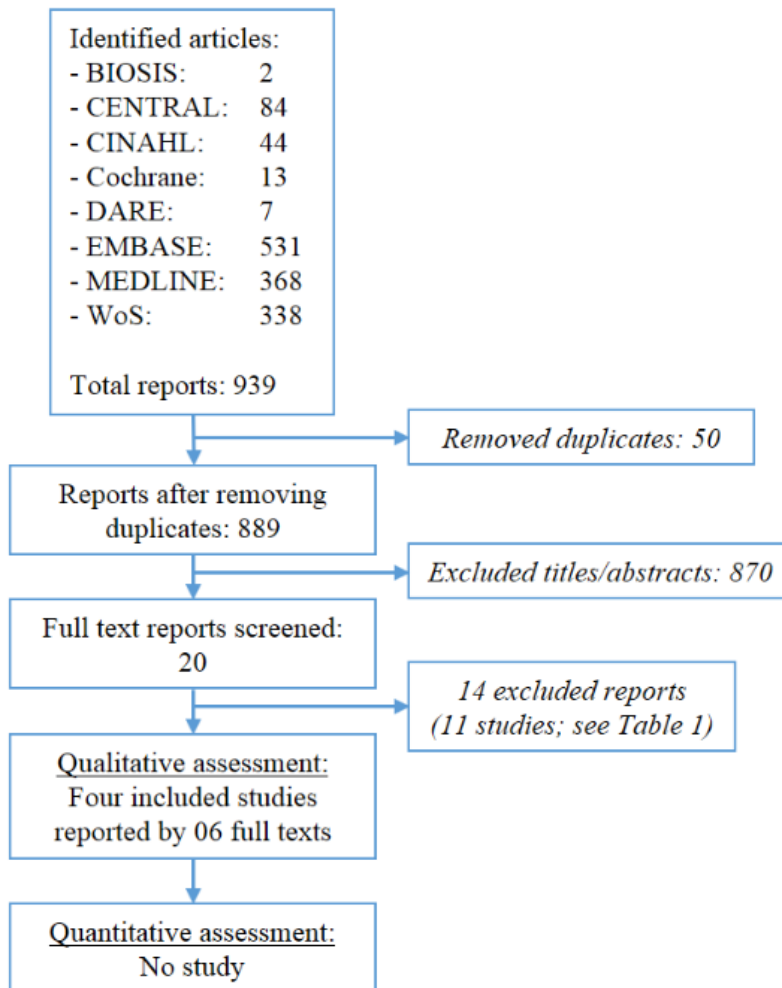 Identified articles:
- BIOSIS: 2
- CENTRAL: 84
- CINAHL: 44
- Cochrane: 13
- DARE: 7
- EMBASE: 531
- MEDLINE: 368
- WoS: 338
Total reports: 939
Removed duplicates: 50
Reports after removing
duplicates: 889
Excluded titles/abstracts: 870
Full text reports screened:
20
14 excluded reports
(11 studies; see Table 1)
Qualitative assessment:
Four included studies
reported by 06 full texts
Quantitative assessment:
No study